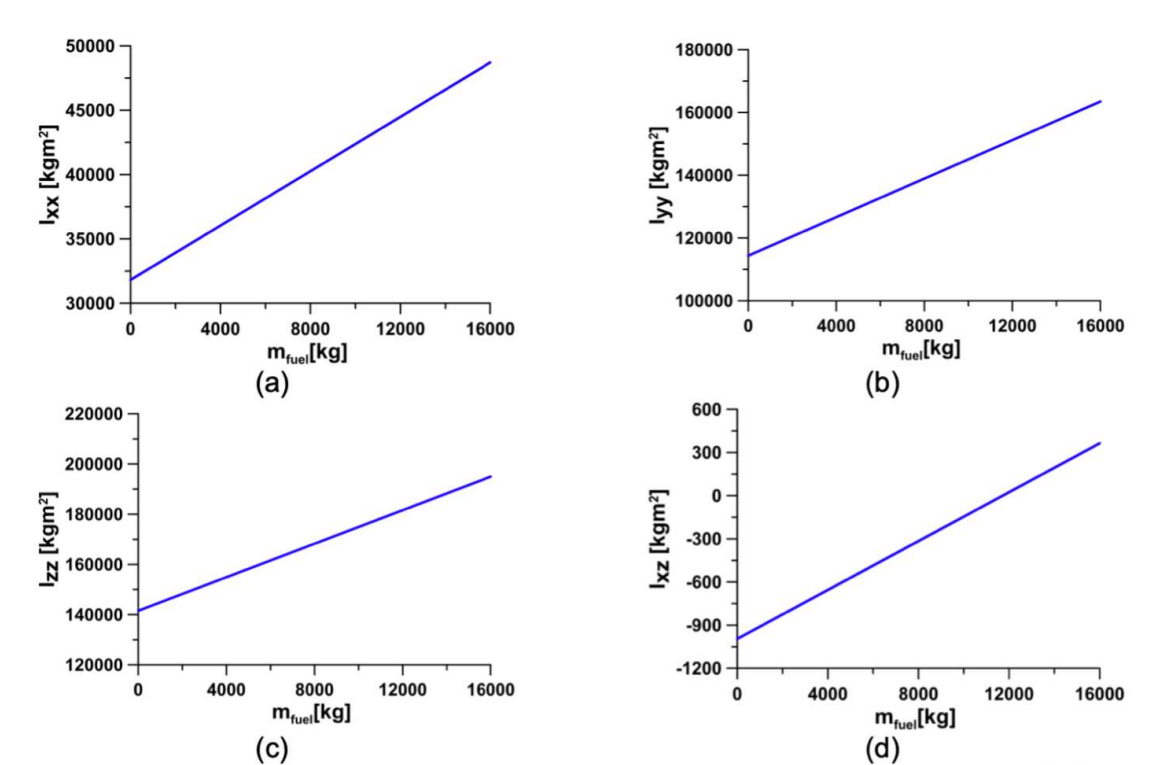 50000
45000
40000
35000
30000
Ixx [kgm²]
0 4000 8000 12000 16000
mfuel[kg]
(a)
180000
160000
140000
120000
100000
Iyy [kgm²]
0 4000 8000 12000 16000
mfuel[kg]
(b)
220000
200000
180000
160000
140000
120000
Izz [kgm²]
0 4000 8000 12000 16000
mfuel[kg]
(c)
600
300
0
-300
-600
-900
-1200
Ixz [kgm²]
0 4000 8000 12000 16000
mfuel[kg]
(d)